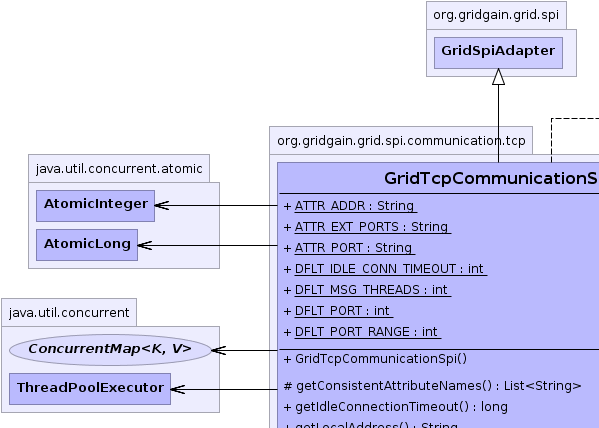 org.gridgain.grid.spi
GridSpiAdapter
org.gridgain.grid.spi.communication.tcp
GridTcpCommunicationS
java.util.concurrent.atomic
AtomicInteger
AtomicLong
java.util.concurrent
ConcurrentMap<K, V>
ThreadPoolExecutor
+ ATTR_ADDR : String
+ ATTR_EXT_PORTS : String
+ ATTR_PORT : String
+ DFLT_IDLE_CONN_TIMEOUT : int
+ DFLT_MSG_THREADS : int
+ DFLT_PORT : int
+ DFLT_PORT_RANGE : int
+ GridTcpCommunicationSpi()
# getConsistentAttributeNames() : List<String>
+ getIdleConnectionTimeout() : long
+ getLocalAddress() : String